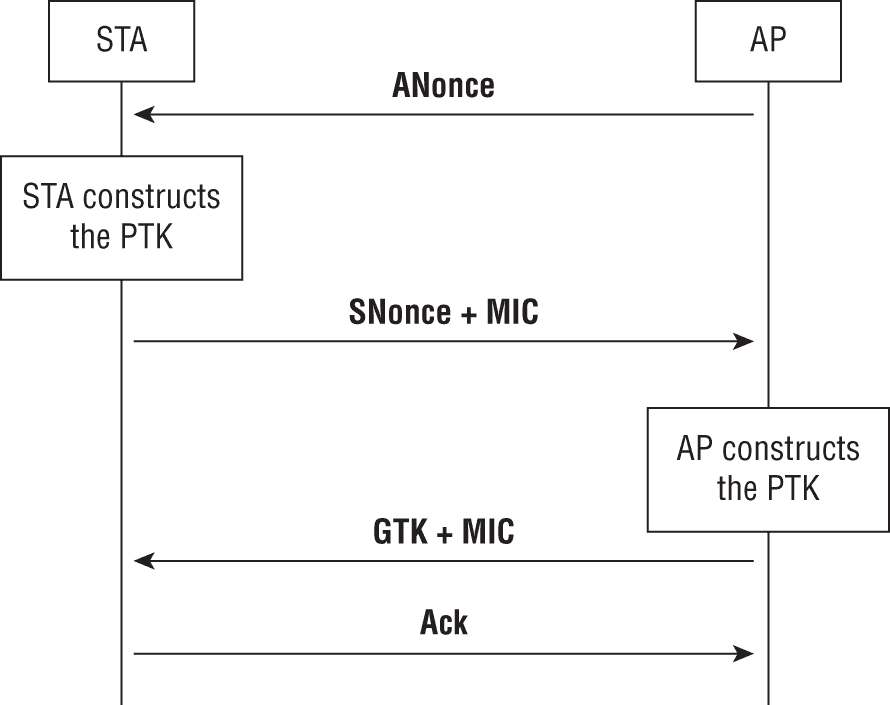 STA
AP
ANonce
STA constructs
the PTK
SNonce + MIC
AP constructs
the PTK
GTK + MIC
Ack